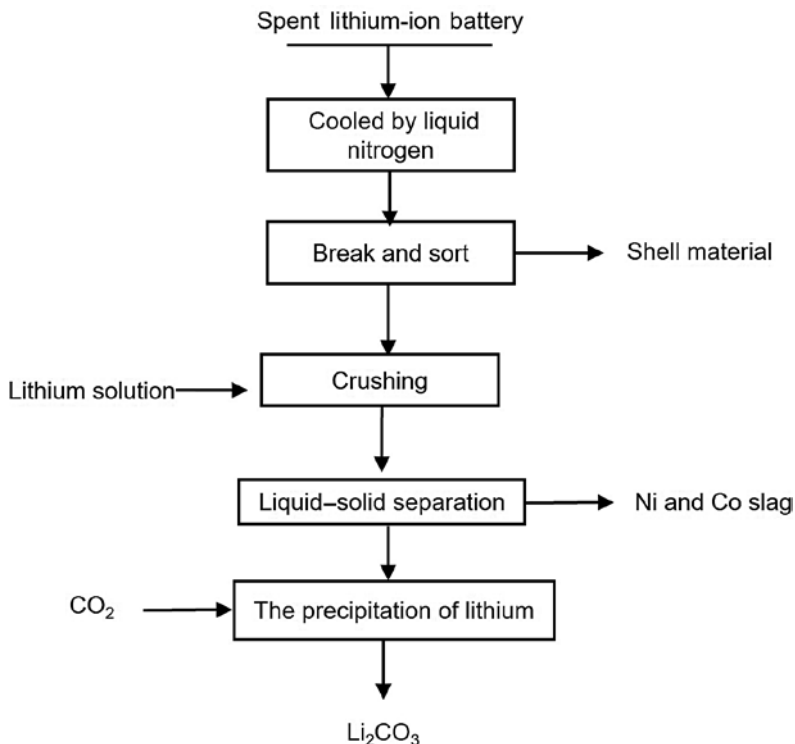 Spent lithium-ion battery
Cooled by liquid
nitrogen
Break and sort
Shell material
Lithium solution
Crushing
Liquid–solid separation
Ni and Co slag
CO₂
The precipitation of lithium
Li₂CO₃